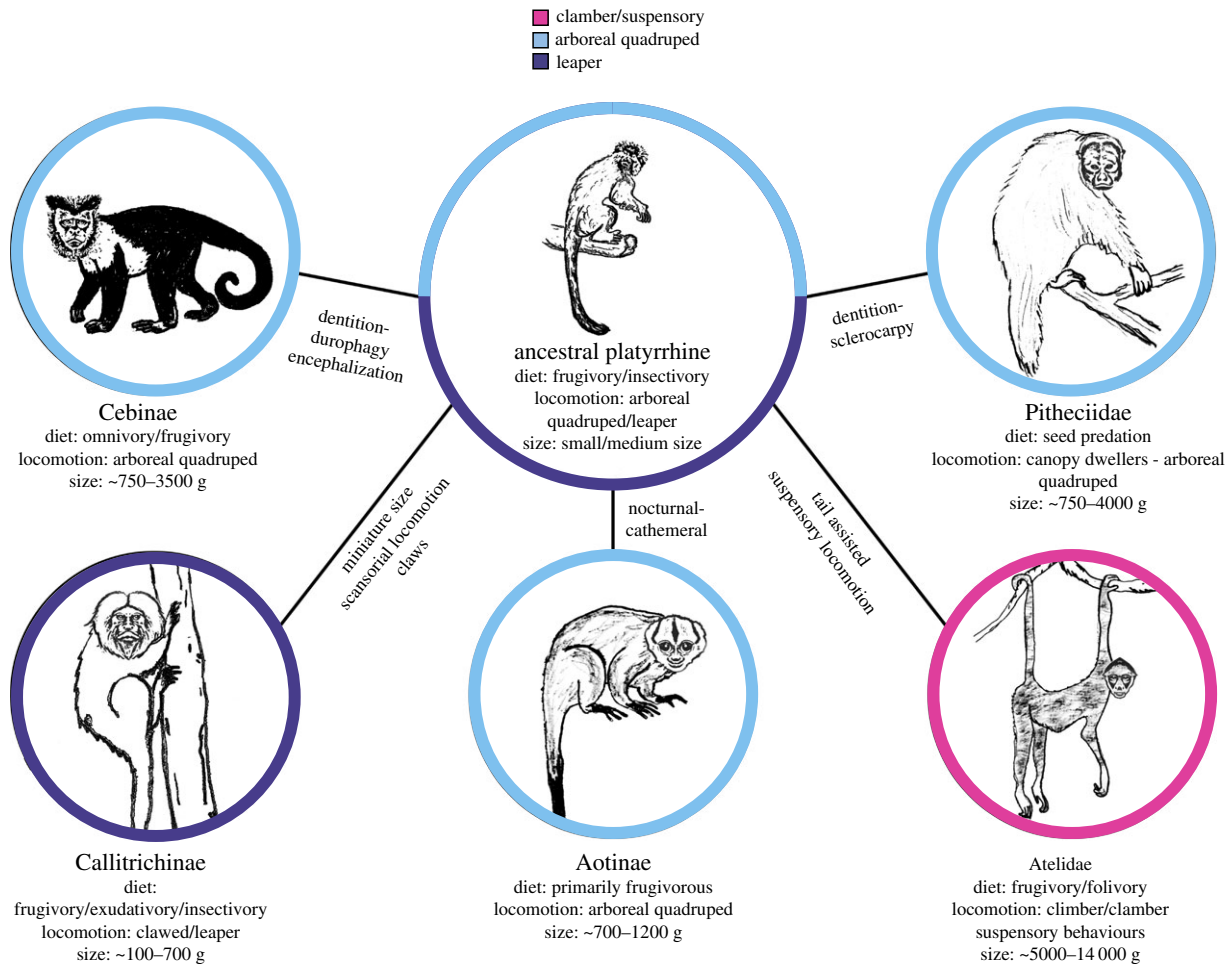 clamber/suspensory
arboreal quadruped
leaper
dentition-
durophagy
encephalization
ancestral platyrrhine
diet: frugivory/insectivory
locomotion: arboreal
quadruped/leaper
size: small/medium size
dentition-
sclerocarpy
Cebinae
diet: omnivory/frugivory
locomotion: arboreal quadruped
size: ~750–3500 g
Pitheciidae
diet: seed predation
locomotion: canopy dwellers - arboreal
quadruped
size: ~750–4000 g
miniature size
scansorial locomotion
claws
nocturnal-
cathemeral
tail assisted
suspensory locomotion
Callitrichinae
diet:
frugivory/exudativory/insectivory
locomotion: clawed/leaper
size: ~100–700 g
Aotinae
diet: primarily frugivorous
locomotion: arboreal quadruped
size: ~700–1200 g
Atelidae
diet: frugivory/folivory
locomotion: climber/clamber
suspensory behaviours
size: ~5000–14 000 g